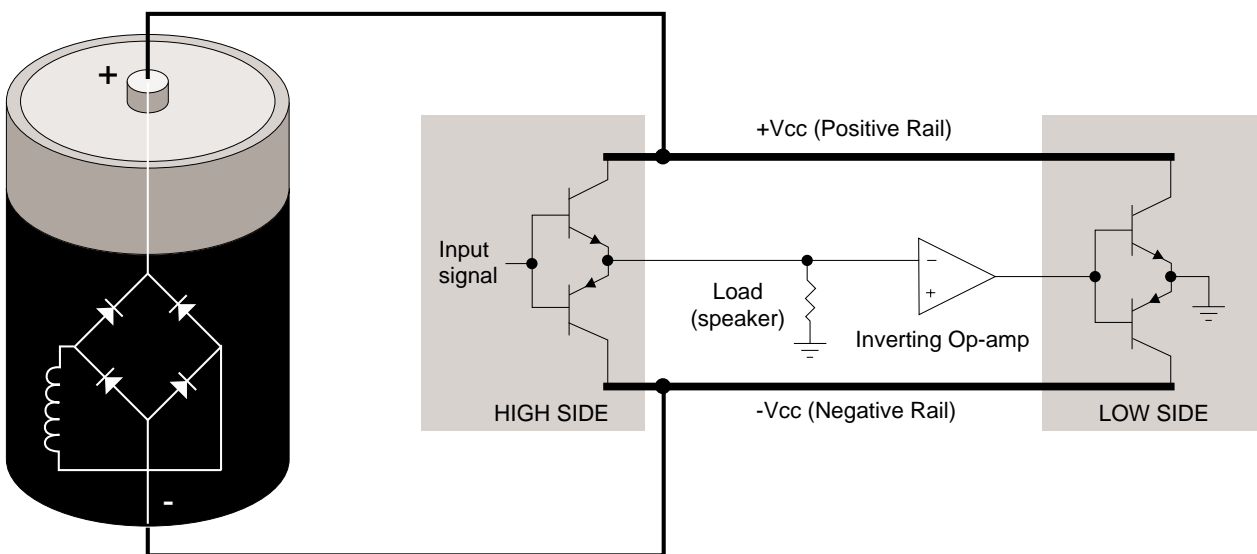 +
+Vcc (Positive Rail)
Input
signal
Load
(speaker)
−
+
Inverting Op-amp
HIGH SIDE
-Vcc (Negative Rail)
LOW SIDE
-